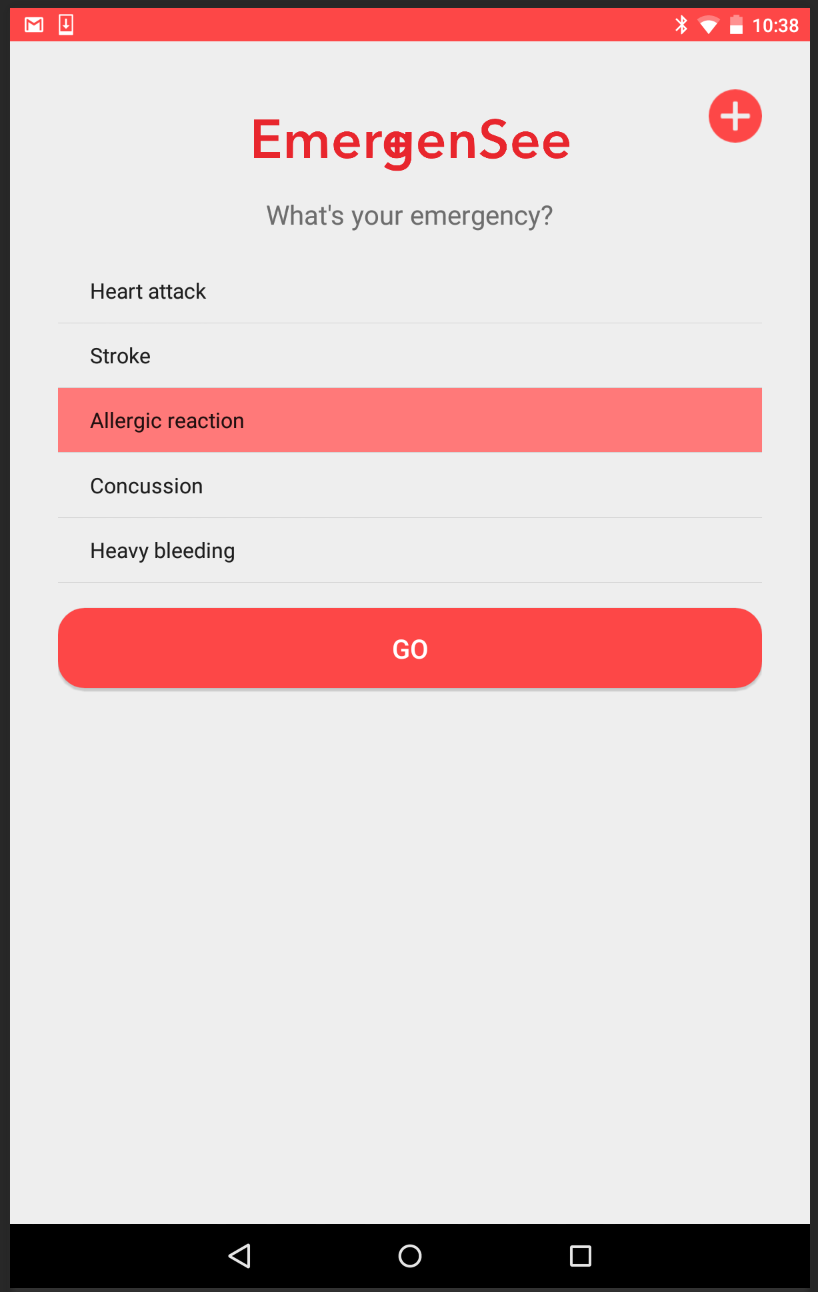 10:38
EmergenSee
What's your emergency?
Heart attack
Stroke
Allergic reaction
Concussion
Heavy bleeding
GO